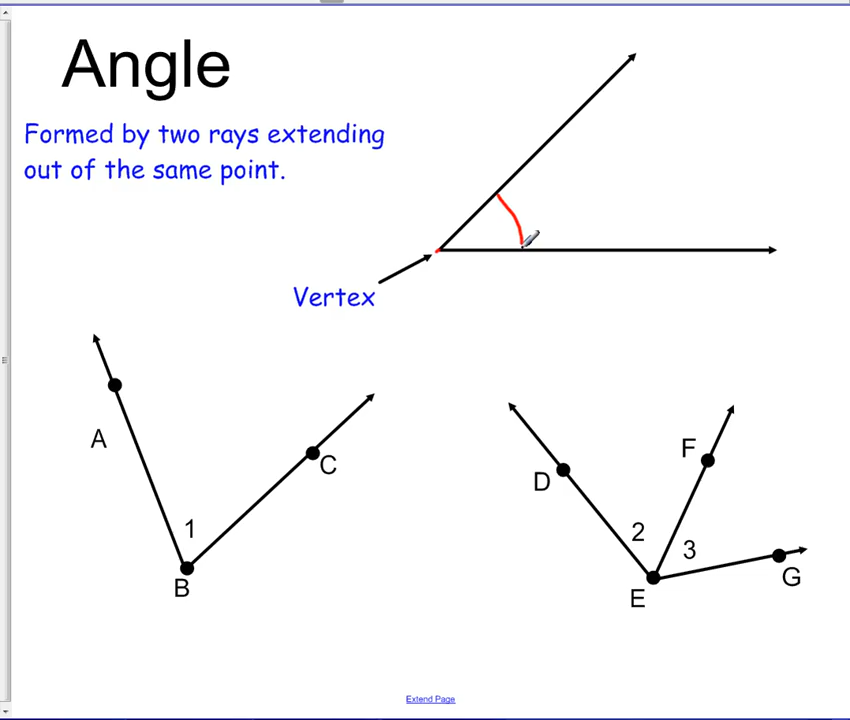 Angle
Formed by two rays extending
out of the same point.
Vertex
A
C
1
B
F
D
2
3
G
E
Extend Page